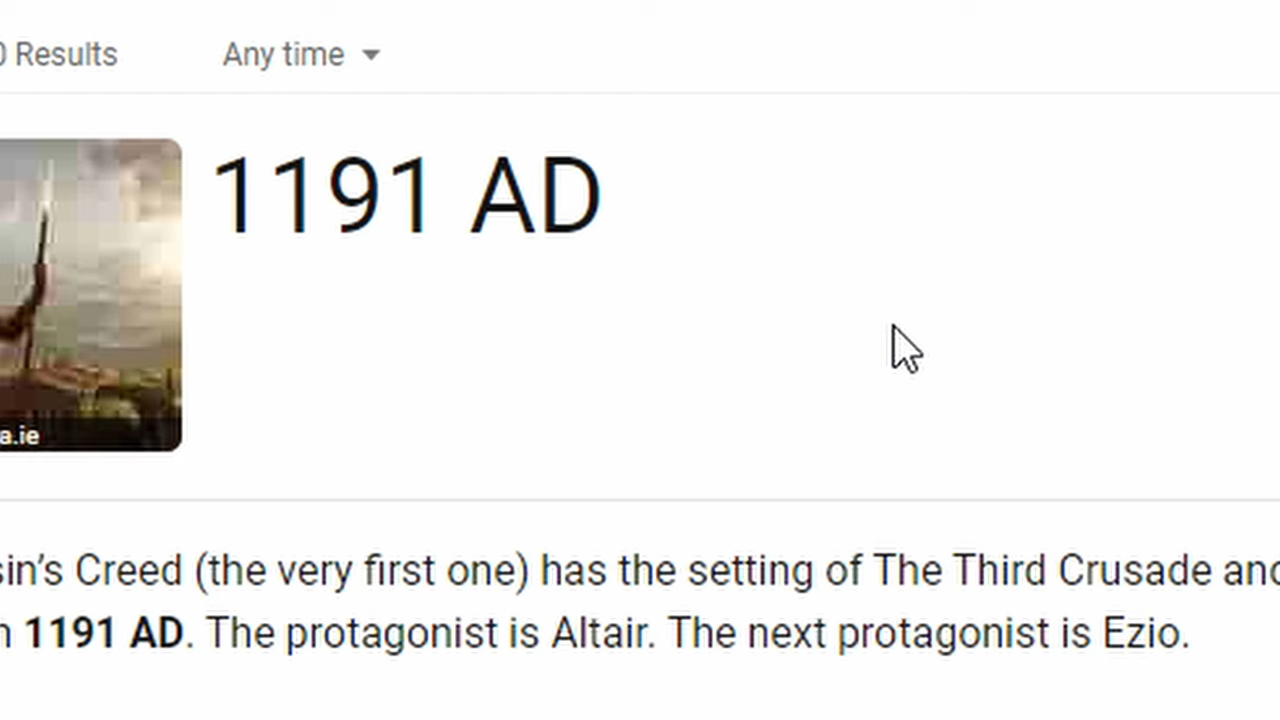 Results
Any time
1191 AD
a.ie
sin’s Creed (the very first one) has the setting of The Third Crusade and
1191 AD. The protagonist is Altair. The next protagonist is Ezio.